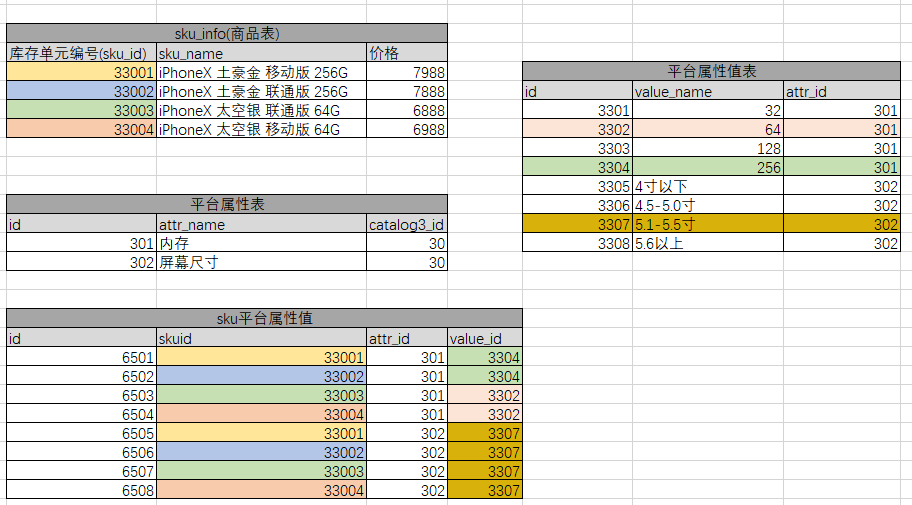 sku_info(商品表)
库存单元编号(sku_id) sku_name 价格
33001 iPhoneX 土豪金 移动版 256G 7988
33002 iPhoneX 土豪金 联通版 256G 7888
33003 iPhoneX 太空银 联通版 64G 6888
33004 iPhoneX 太空银 移动版 64G 6988
平台属性值表
id value_name attr_id
3301 32 301
3302 64 301
3303 128 301
3304 256 301
3305 4寸以下 302
3306 4.5-5.0寸 302
3307 5.1-5.5寸 302
3308 5.6以上 302
平台属性表
id attr_name catalog3_id
301 内存 30
302 屏幕尺寸 30
sku平台属性值
id skuid attr_id value_id
6501 33001 301 3304
6502 33002 301 3304
6503 33003 301 3302
6504 33004 301 3302
6505 33001 302 3307
6506 33002 302 3307
6507 33003 302 3307
6508 33004 302 3307